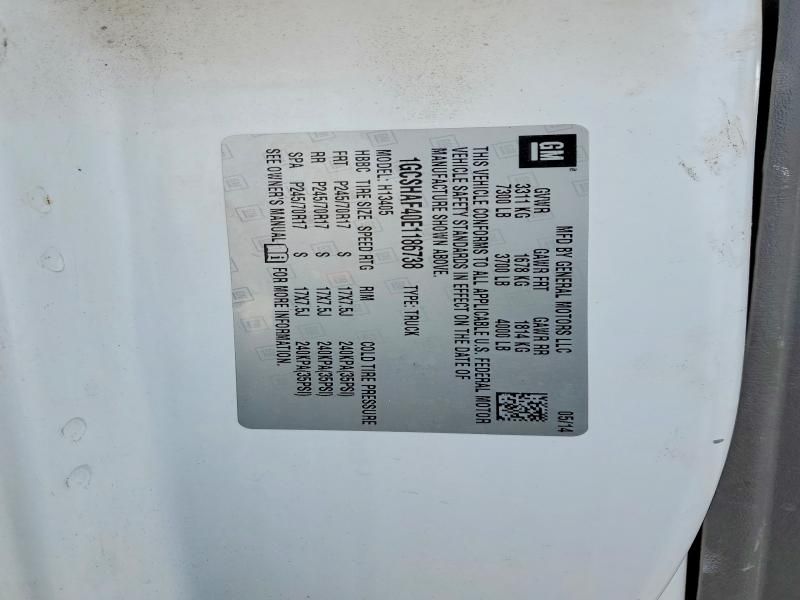 GM
®
MFD BY GENERAL MOTORS LLC 05/14
GVWR GAWR FRT GAWR RR
3311 KG 1678 KG 1814 KG
7300 LB 3700 LB 4000 LB
THIS VEHICLE CONFORMS TO ALL APPLICABLE U.S. FEDERAL MOTOR
VEHICLE SAFETY STANDARDS IN EFFECT ON THE DATE OF
MANUFACTURE SHOWN ABOVE.
1GCSHAF40E1186738 TYPE: TRUCK
MODEL: H13405
HBBC TIRE SIZE SPEED RTG RIM COLD TIRE PRESSURE
FRT P245/70R17 S 17X7.5J 240KPA(35PSI)
RR P245/70R17 S 17X7.5J 240KPA(35PSI)
SPA P245/70R17 S 17X7.5J 240KPA(35PSI)
SEE OWNER'S MANUAL FOR MORE INFORMATION.